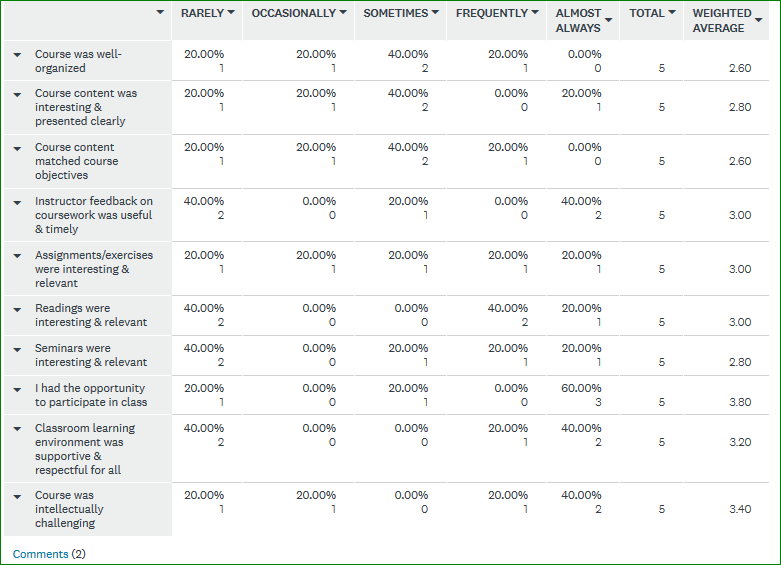 RARELY OCCASIONALLY SOMETIMES FREQUENTLY ALMOST ALWAYS TOTAL WEIGHTED AVERAGE
Course was well-
organized
20.00% 20.00% 40.00% 20.00% 0.00%
1 1 2 1 0 5 2.60
Course content was
interesting &
presented clearly
20.00% 20.00% 40.00% 0.00% 20.00%
1 1 2 0 1 5 2.80
Course content
matched course
objectives
20.00% 20.00% 40.00% 20.00% 0.00%
1 1 2 1 0 5 2.60
Instructor feedback on
coursework was useful
& timely
40.00% 0.00% 20.00% 0.00% 40.00%
2 0 1 0 2 5 3.00
Assignments/exercises
were interesting &
relevant
20.00% 20.00% 20.00% 20.00% 20.00%
1 1 1 1 1 5 3.00
Readings were
interesting & relevant
40.00% 0.00% 0.00% 40.00% 20.00%
2 0 0 2 1 5 3.00
Seminars were
interesting & relevant
40.00% 0.00% 20.00% 20.00% 20.00%
2 0 1 1 1 5 2.80
I had the opportunity
to participate in class
20.00% 0.00% 20.00% 0.00% 60.00%
1 0 1 0 3 5 3.80
Classroom learning
environment was
supportive &
respectful for all
40.00% 0.00% 0.00% 20.00% 40.00%
2 0 0 1 2 5 3.20
Course was
intellectually
challenging
20.00% 20.00% 0.00% 20.00% 40.00%
1 1 0 1 2 5 3.40
Comments (2)